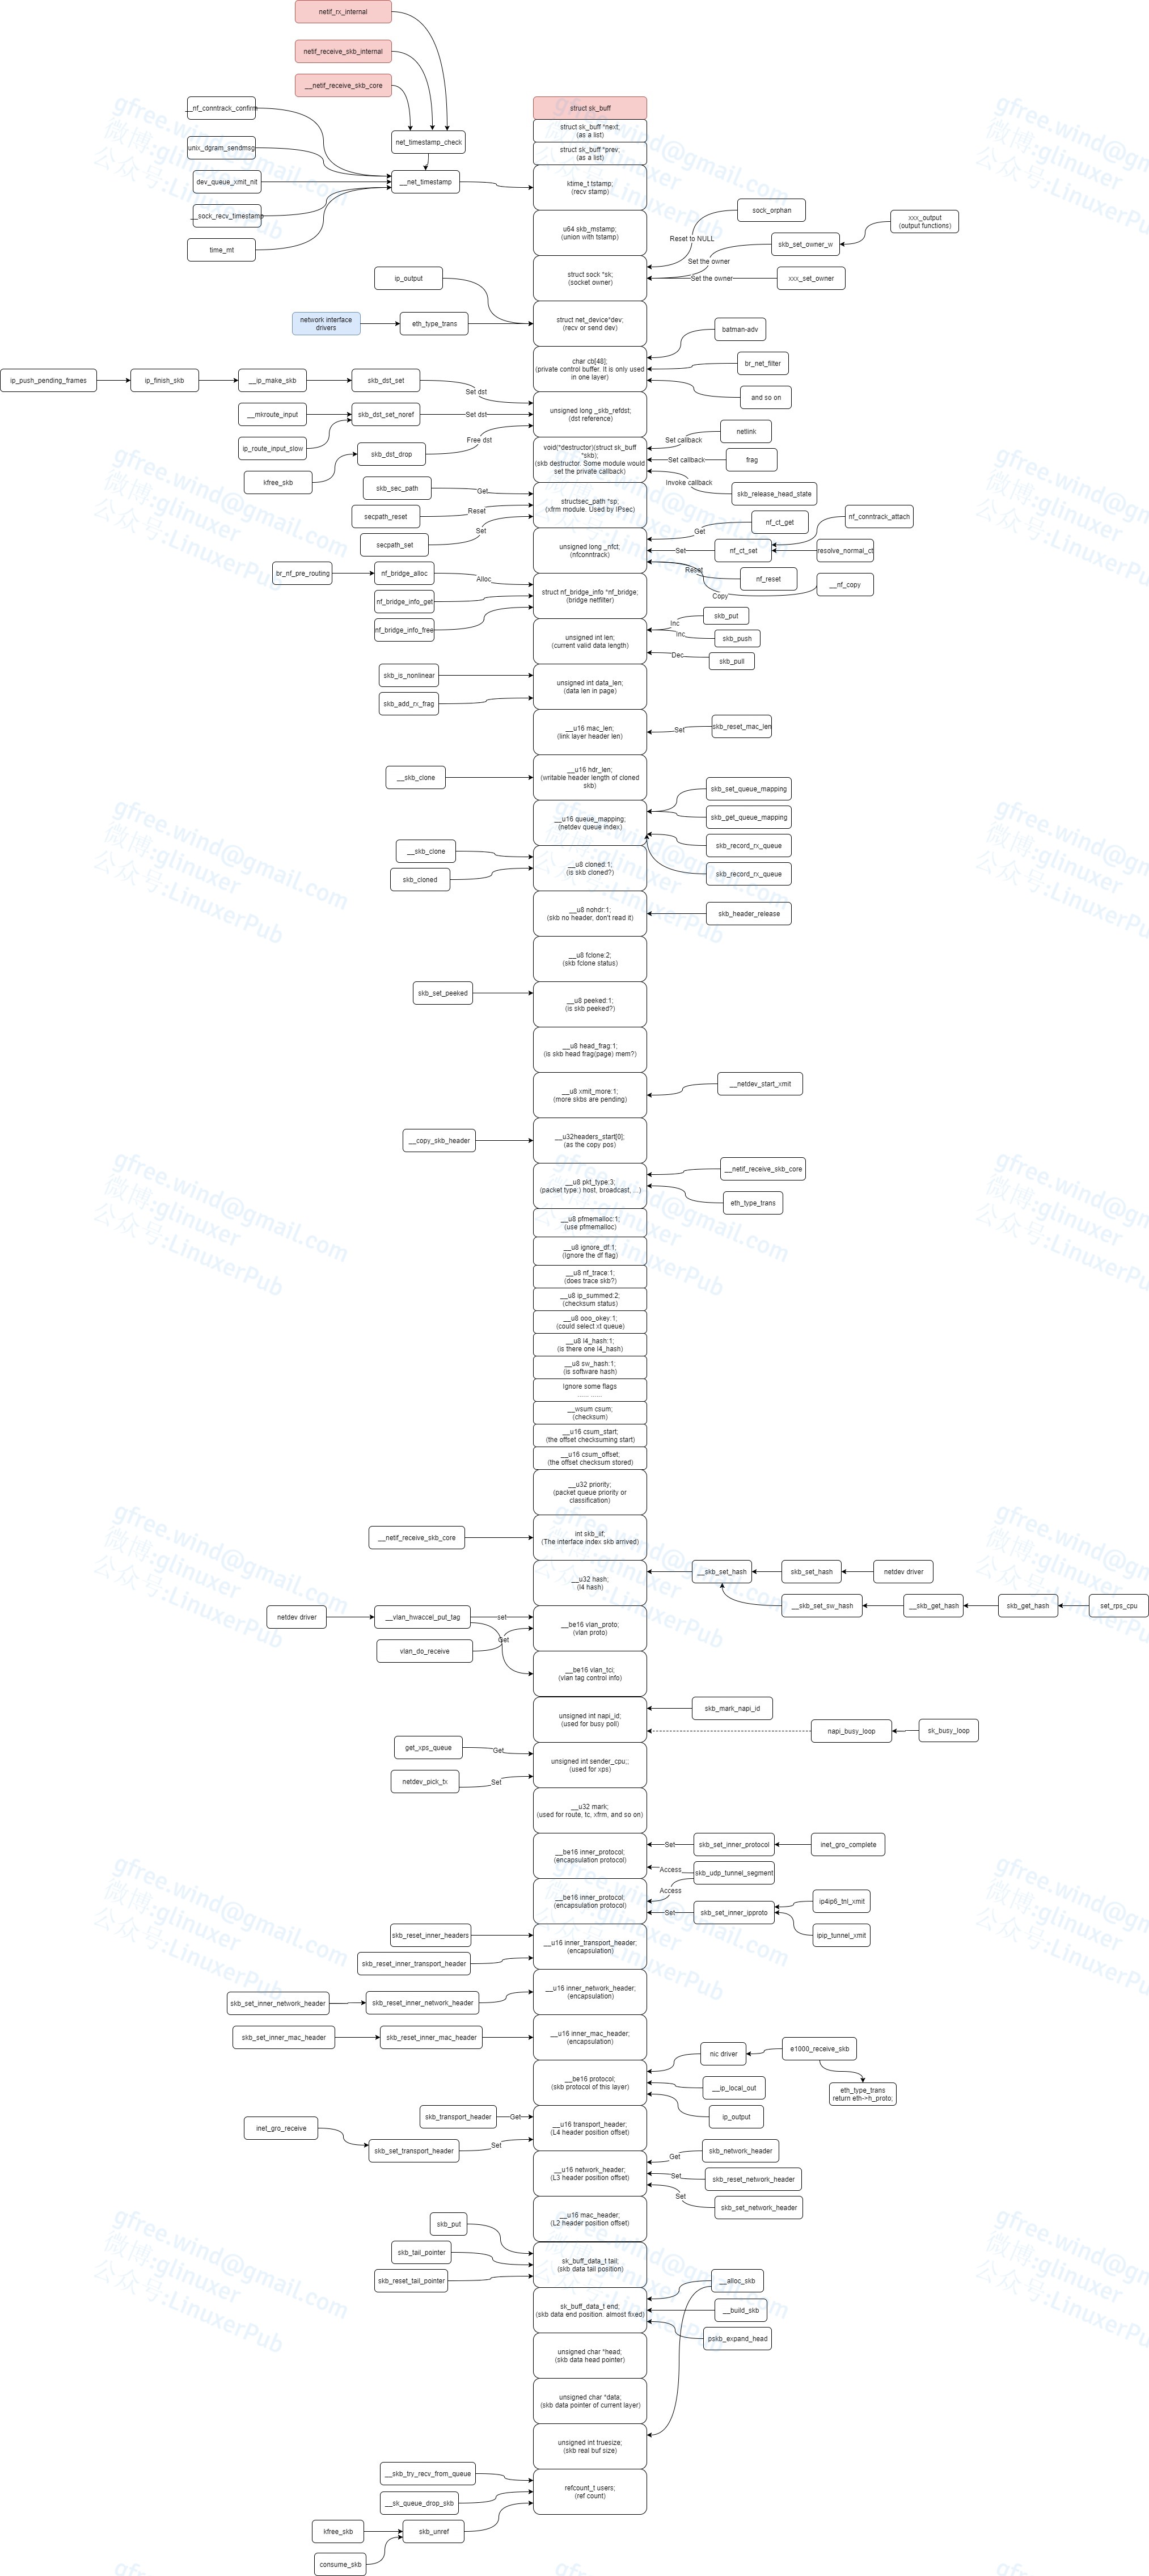 netif_rx_internal
netif_receive_skb_internal
__netif_receive_skb_core
__nf_conntrack_confirm
struct sk_buff
struct sk_buff *next;
(as a list)
net_timestamp_check
unix_dgram_sendmsg
struct sk_buff *prev;
(as a list)
dev_queue_xmit_nit
__net_timestamp
ktime_t tstamp;
(recv stamp)
__sock_recv_timestamp
sock_orphan
xxx_output
(output functions)
time_mt
u64 skb_mstamp;
(union with tstamp)
Reset to NULL
skb_set_owner_w
Set the owner
ip_output
struct sock *sk;
(socket owner)
Set the owner
xxx_set_owner
network interface
drivers
eth_type_trans
struct net_device*dev;
(recv or send dev)
batman-adv
char cb[48];
(private control buffer. It is only used
in one layer)
br_net_filter
ip_push_pending_frames
ip_finish_skb
__ip_make_skb
skb_dst_set
Set dst
and so on
__mkroute_input
skb_dst_set_noref
Set dst
unsigned long _skb_refdst;
(dst reference)
netlink
Set callback
ip_route_input_slow
Free dst
skb_dst_drop
void(*destructor)(struct sk_buff
*skb);
(skb destructor. Some module would
set the private callback)
Set callback
frag
kfree_skb
Invoke callback
skb_release_head_state
skb_sec_path
Get
structsec_path *sp;
(xfrm module. Used by IPsec)
secpath_reset
Reset
Set
secpath_set
nf_ct_get
nf_conntrack_attach
Get
unsigned long _nfct;
(nfconntrack)
Set
nf_ct_set
resolve_normal_ct
br_nf_pre_routing
nf_bridge_alloc
Alloc
Reset
nf_reset
__nf_copy
Copy
nf_bridge_info_get
struct nf_bridge_info *nf_bridge;
(bridge netfilter)
nf_bridge_info_free
Inc
skb_put
Inc
skb_push
unsigned int len;
(current valid data length)
Dec
skb_pull
skb_is_nonlinear
unsigned int data_len;
(data len in page)
skb_add_rx_frag
__u16 mac_len;
(link layer header len)
Set
skb_reset_mac_len
__skb_clone
__u16 hdr_len;
(writable header length of cloned
skb)
skb_set_queue_mapping
__u16 queue_mapping;
(netdev queue index)
skb_get_queue_mapping
skb_record_rx_queue
__skb_clone
__u8 cloned:1;
(is skb cloned?)
skb_cloned
skb_record_rx_queue
__u8 nohdr:1;
(skb no header, don't read it)
skb_header_release
__u8 fclone:2;
(skb fclone status)
skb_set_peeked
__u8 peeked:1;
(is skb peeked?)
__u8 head_frag:1;
(is skb head frag(page) mem?)
__u8 xmit_more:1;
(more skbs are pending)
__netdev_start_xmit
__copy_skb_header
__u32headers_start[0];
(as the copy pos)
__netif_receive_skb_core
__u8 pkt_type:3;
(packet type:) host, broadcast, ...)
eth_type_trans
__u8 pfmemalloc:1;
(use pfmemalloc)
__u8 ignore_df:1;
(Ignore the df flag)
__u8 nf_trace:1;
(does trace skb?)
__u8 ip_summed:2;
(checksum status)
__u8 ooo_okey:1;
(could select xt queue)
__u8 l4_hash:1;
(is there one l4_hash)
__u8 sw_hash:1;
(is software hash)
Ignore some flags
...... ......
__wsum csum;
(checksum)
__u16 csum_start;
(the offset checksuming start)
__u16 csum_offset;
(the offset checksum stored)
__u32 priority;
(packet queue priority or
classification)
__netif_receive_skb_core
int skb_iif;
(The interface index skb arrived)
__u32 hash;
(l4 hash)
__skb_set_hash
skb_set_hash
netdev driver
__skb_set_sw_hash
__skb_get_hash
skb_get_hash
set_rps_cpu
netdev driver
__vlan_hwaccel_put_tag
set
__be16 vlan_proto;
(vlan proto)
Get
vlan_do_receive
__be16 vlan_tci;
(vlan tag control info)
unsigned int napi_id;
(used for busy poll)
skb_mark_napi_id
napi_busy_loop
sk_busy_loop
get_xps_queue
Get
unsigned int sender_cpu;;
(used for xps)
netdev_pick_tx
Set
__u32 mark;
(used for route, tc, xfrm, and so on)
__be16 inner_protocol;
(encapsulation protocol)
Set
skb_set_inner_protocol
inet_gro_complete
Access
skb_udp_tunnel_segment
Access
__be16 inner_protocol;
(encapsulation protocol)
Set
skb_set_inner_ipproto
ip4ip6_tnl_xmit
ipip_tunnel_xmit
skb_reset_inner_headers
__u16 inner_transport_header;
(encapsulation)
skb_reset_inner_transport_header
skb_set_inner_network_header
skb_reset_inner_network_header
__u16 inner_network_header;
(encapsulation)
skb_set_inner_mac_header
skb_reset_inner_mac_header
__u16 inner_mac_header;
(encapsulation)
nic driver
e1000_receive_skb
__be16 protocol;
(skb protocol of this layer)
__ip_local_out
eth_type_trans
return eth->h_proto;
skb_transport_header
Get
ip_output
inet_gro_receive
__u16 transport_header;
(L4 header position offset)
skb_set_transport_header
Set
Get
skb_network_header
__u16 network_header;
(L3 header position offset)
Set
skb_reset_network_header
Set
skb_set_network_header
__u16 mac_header;
(L2 header position offset)
skb_put
skb_tail_pointer
sk_buff_data_t tail;
(skb data tail position)
skb_reset_tail_pointer
__alloc_skb
sk_buff_data_t end;
(skb data end position. almost fixed)
__build_skb
pskb_expand_head
unsigned char *head;
(skb data head pointer)
unsigned char *data;
(skb data pointer of current layer)
unsigned int truesize;
(skb real buf size)
__skb_try_recv_from_queue
refcount_t users;
(ref count)
__sk_queue_drop_skb
kfree_skb
skb_unref
consume_skb
gfree.wind@gmail.com
微博:glinuxer
公众号:LinuxerPub